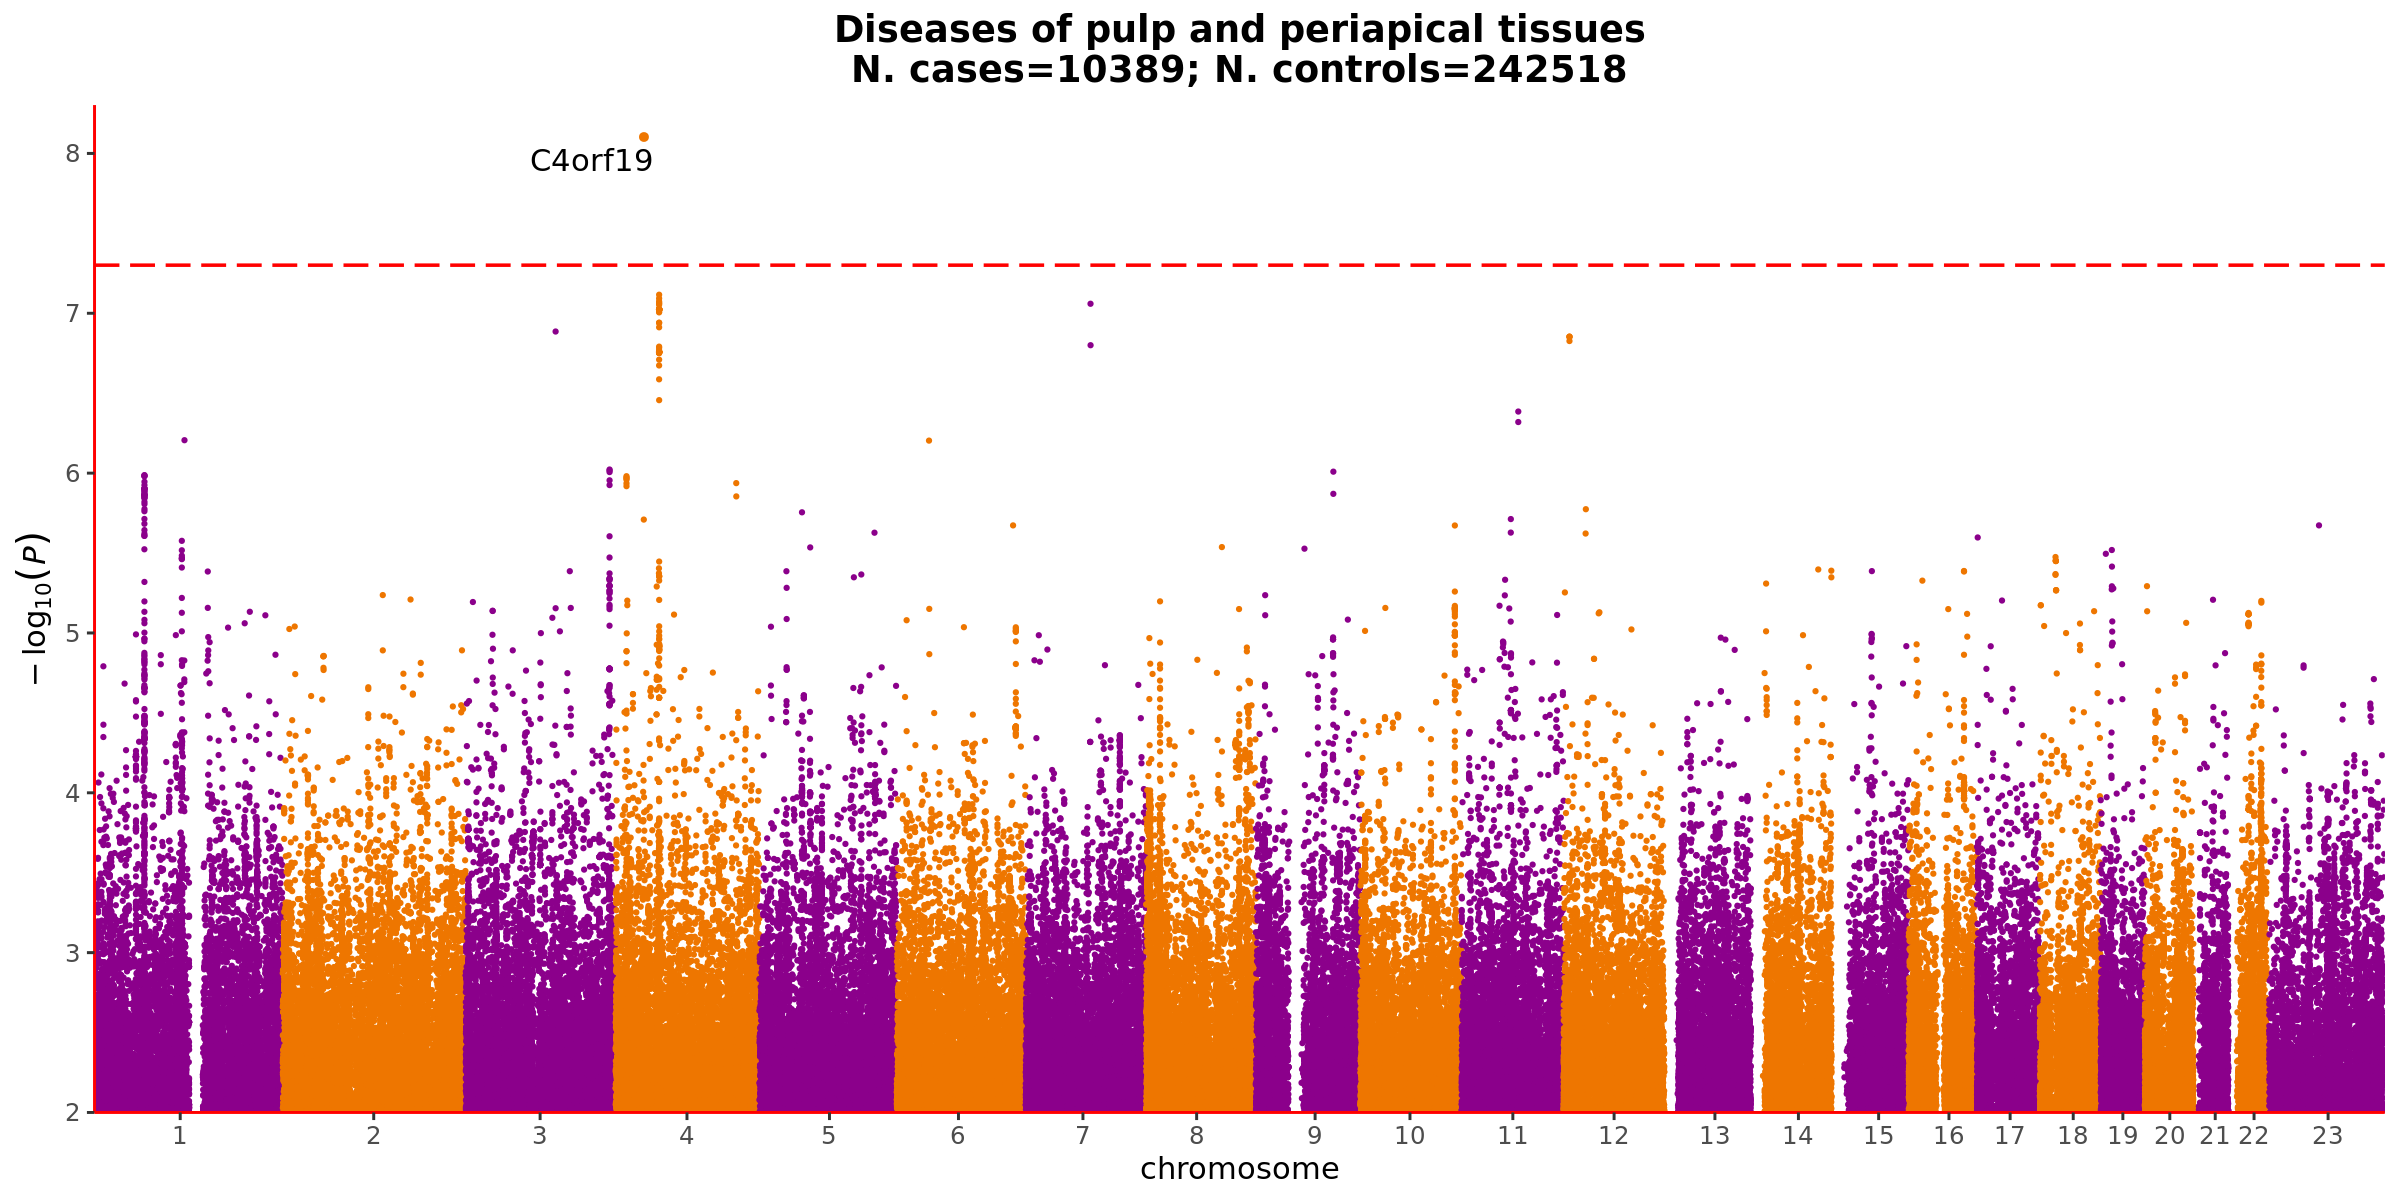 Diseases of pulp and periapical tissues
N. cases=10389; N. controls=242518
C4orf19
8
7
6
5
4
3
2
−log10(P)
1 2 3 4 5 6 7 8 9 10 11 12 13 14 15 16 17 18 19 20 21 22 23
chromosome